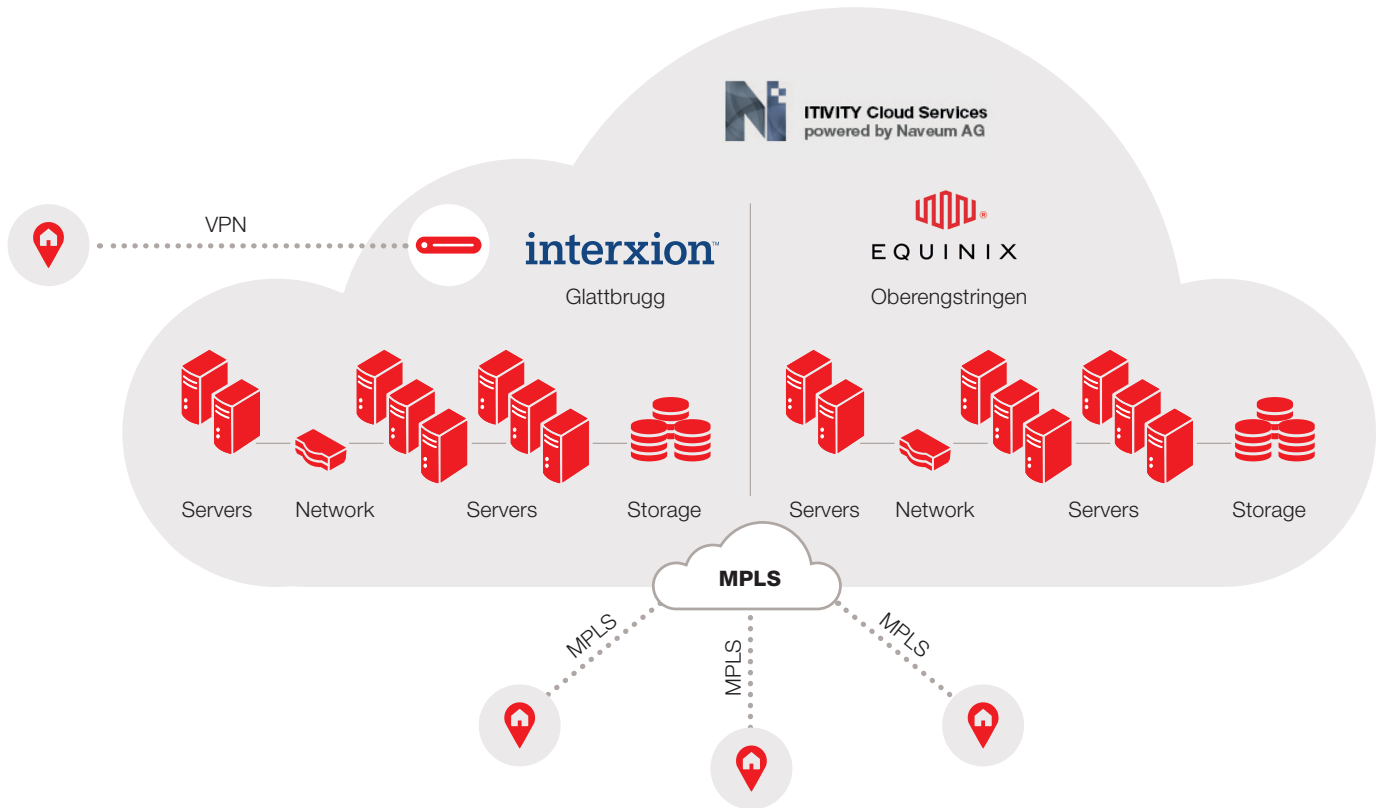 ITIVITY Cloud Services
powered by Naveum AG
VPN
interxion™
Glattbrugg
EQUINIX®
Oberengstringen
Servers Network Servers Storage
Servers Network Servers Storage
MPLS
MPLS
MPLS
MPLS